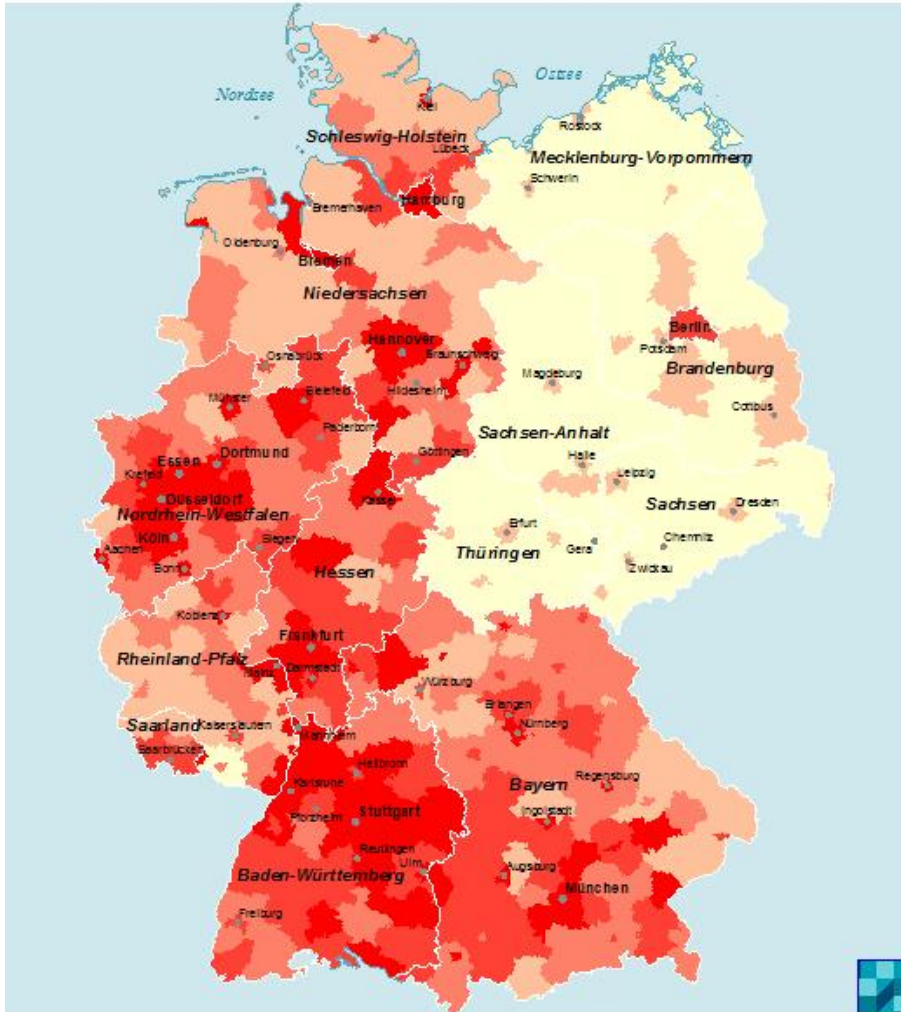 Nordsee
Ostsee
Kiel
Rostock
Schleswig-Holstein
Lübeck
Mecklenburg-Vorpommern
Schwerin
Hamburg
Bremerhaven
Oldenburg
Bremen
Niedersachsen
Berlin
Hannover
Potsdam
Osnabrück
Braunschweig
Brandenburg
Magdeburg
Hildesheim
Bielefeld
Münster
Cottbus
Paderborn
Sachsen-Anhalt
Göttingen
Dortmund
Essen
Halle
Krefeld
Leipzig
Düsseldorf
Kassel
Sachsen
Dresden
Nordrhein-Westfalen
Erfurt
Köln
Siegen
Thüringen
Gera
Chemnitz
Aachen
Bonn
Hessen
Zwickau
Koblenz
Frankfurt
Rheinland-Pfalz
Mainz
Darmstadt
Würzburg
Erlangen
Saarland
Kaiserslautern
Mannheim
Nürnberg
Saarbrücken
Heilbronn
Regensburg
Karlsruhe
Bayern
Pforzheim
Stuttgart
Ingolstadt
Reutlingen
Ulm
Baden-Württemberg
Augsburg
München
Freiburg